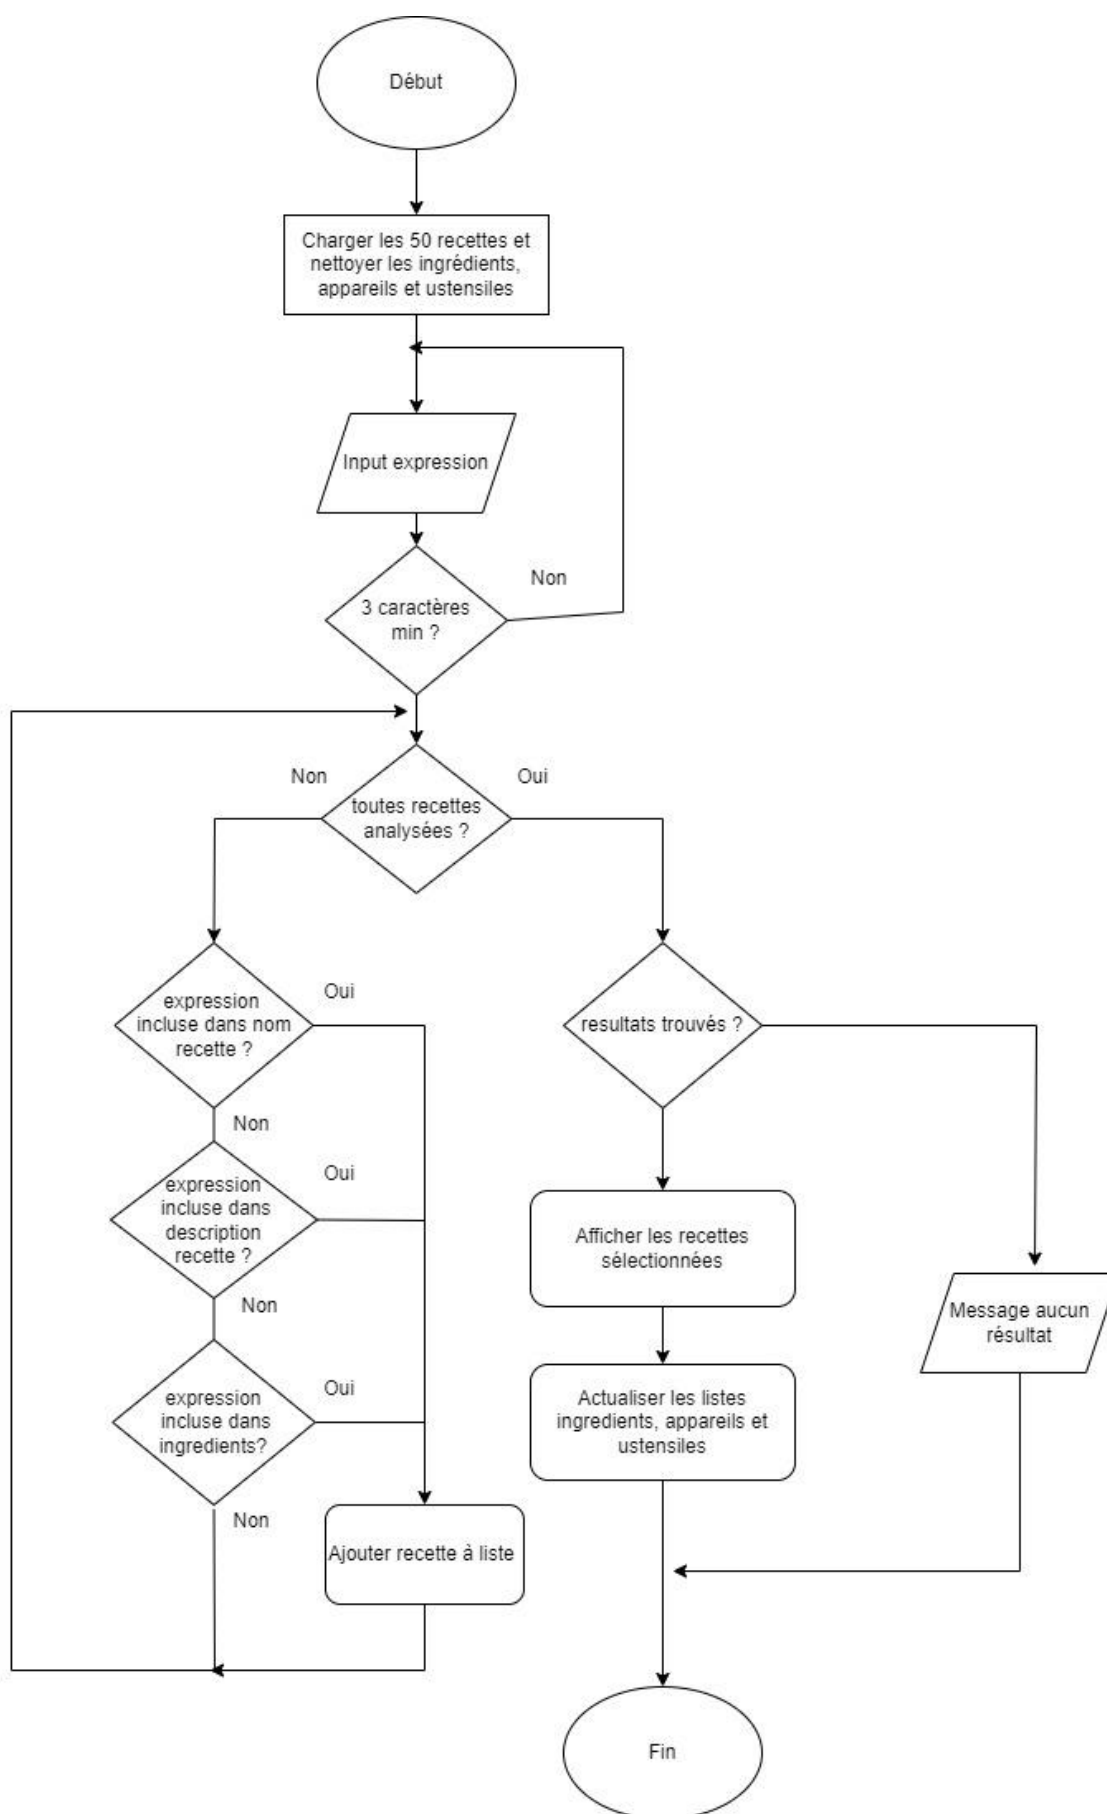 Début
Charger les 50 recettes et
nettoyer les ingrédients,
appareils et ustensiles
Input expression
3 caractères
min ?
Non
toutes recettes
analysées ?
Non
Oui
expression
incluse dans nom
recette ?
Oui
Non
expression
incluse dans
description
recette ?
Oui
Non
expression
incluse dans
ingredients?
Oui
Non
Ajouter recette à liste
resultats trouvés ?
Afficher les recettes
sélectionnées
Actualiser les listes
ingredients, appareils et
ustensiles
Message aucun
résultat
Fin